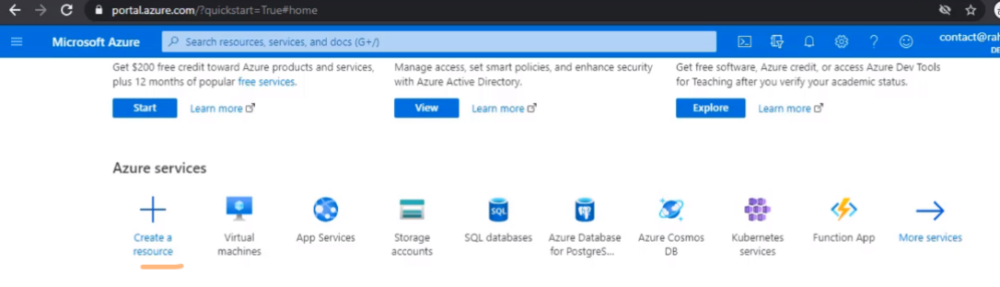 portal.azure.com/?quickstart=True#home
Microsoft Azure
Search resources, services, and docs (G+/)
contact@rah
DE
Get $200 free credit toward Azure products and services,
plus 12 months of popular free services.
Start
Learn more
Manage access, set smart policies, and enhance security
with Azure Active Directory.
View
Learn more
Get free software, Azure credit, or access Azure Dev Tools
for Teaching after you verify your academic status.
Explore
Learn more
Azure services
Create a
resource
Virtual
machines
App Services
Storage
accounts
SQL
SQL databases
Azure Database
for PostgreS...
Azure Cosmos
DB
Kubernetes
services
Function App
More services